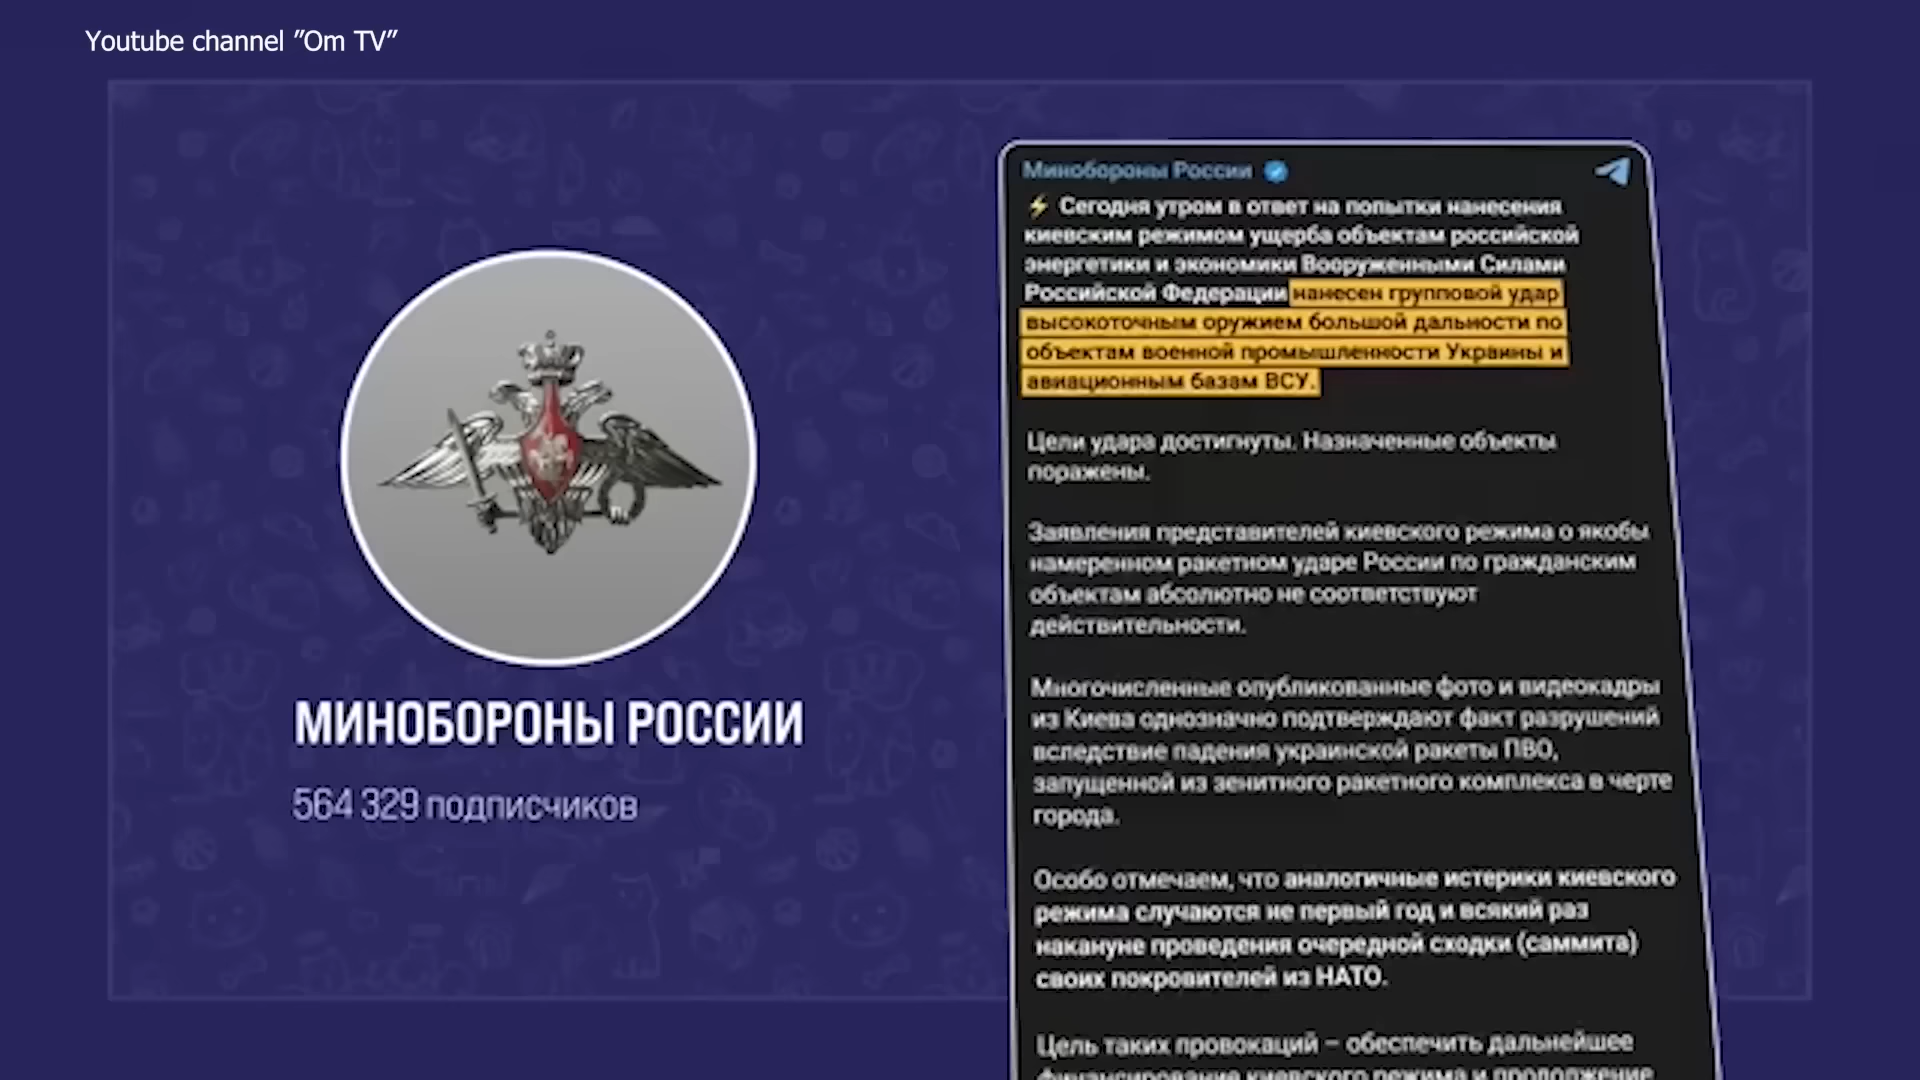 Youtube channel "Om TV"
МИНОБОРОНЫ РОССИИ
564 329 подписчиков
Минобороны России
⚡ Сегодня утром в ответ на попытки нанесения
киевским режимом ущерба объектам российской
энергетики и экономики Вооруженными Силами
Российской Федерации нанесен групповой удар
высокоточным оружием большой дальности по
объектам военной промышленности Украины и
авиационным базам ВСУ.
Цели удара достигнуты. Назначенные объекты
поражены.
Заявления представителей киевского режима о якобы
намеренном ракетном ударе России по гражданским
объектам абсолютно не соответствуют
действительности.
Многочисленные опубликованные фото и видеокадры
из Киева однозначно подтверждают факт разрушений
вследствие падения украинской ракеты ПВО,
запущенной из зенитного ракетного комплекса в черте
города.
Особо отмечаем, что аналогичные истерики киевского
режима случаются не первый год и всякий раз
накануне проведения очередной сходки (саммита)
своих покровителей из НАТО.
Цель таких провокаций – обеспечить дальнейшее
финансирование киевского режима и продолжение